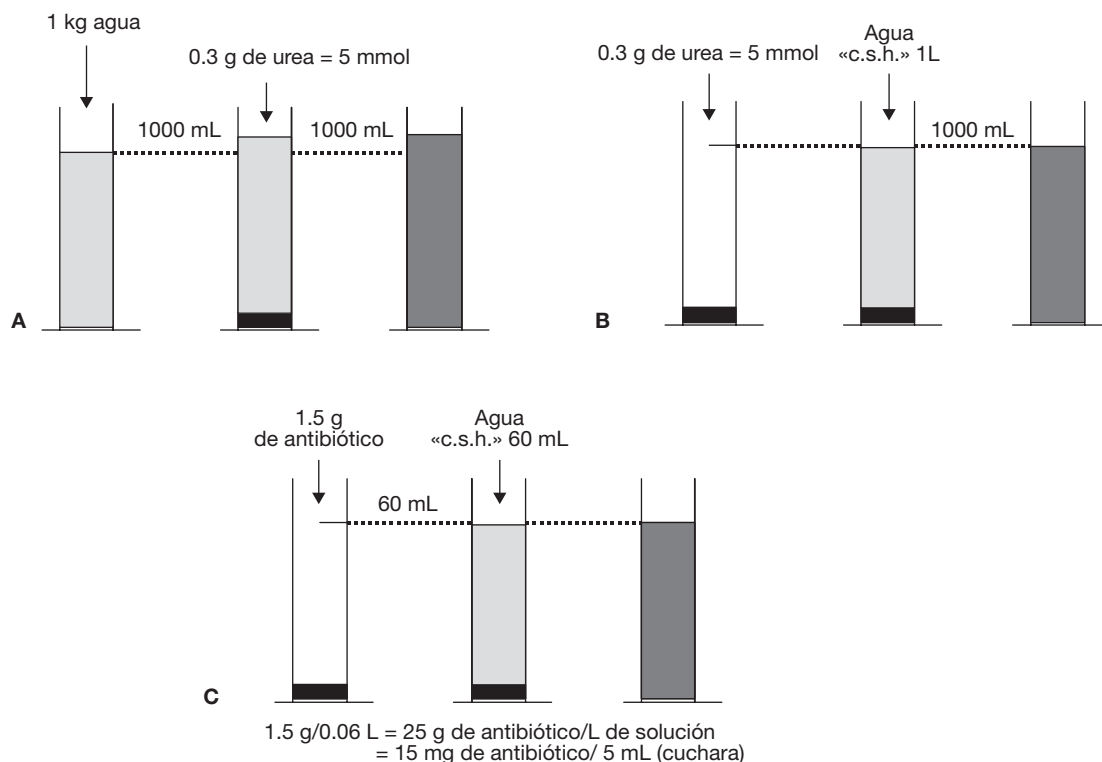 1 kg agua
0.3 g de urea = 5 mmol
1000 mL
1000 mL
A
0.3 g de urea = 5 mmol
Agua
«c.s.h.» 1L
1000 mL
B
1.5 g
de antibiótico
Agua
«c.s.h.» 60 mL
60 mL
C
1.5 g/0.06 L = 25 g de antibiótico/L de solución
= 15 mg de antibiótico/ 5 mL (cuchara)